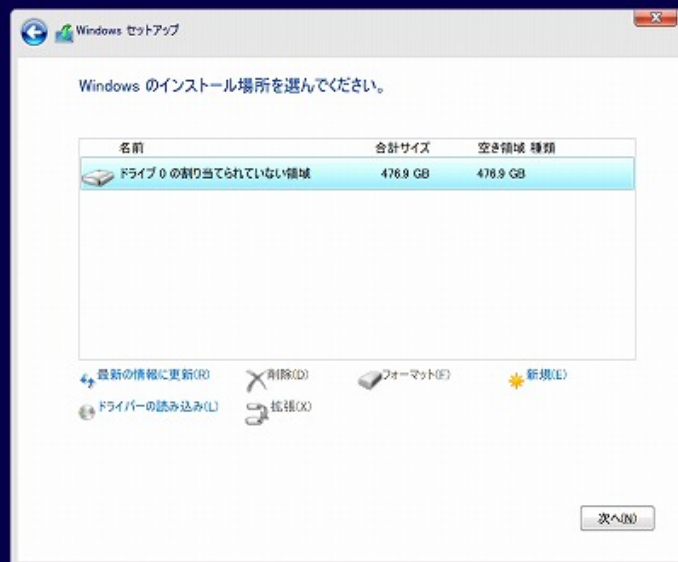 Windows セットアップ
Windows のインストール場所を選んでください。
名前 合計サイズ 空き領域 種類
ドライブ 0 の割り当てられていない領域 476.9 GB 476.9 GB
最新の情報に更新(R) 削除(D) フォーマット(F) 新規(E)
ドライバーの読み込み(L) 拡張(X)
次へ(N)